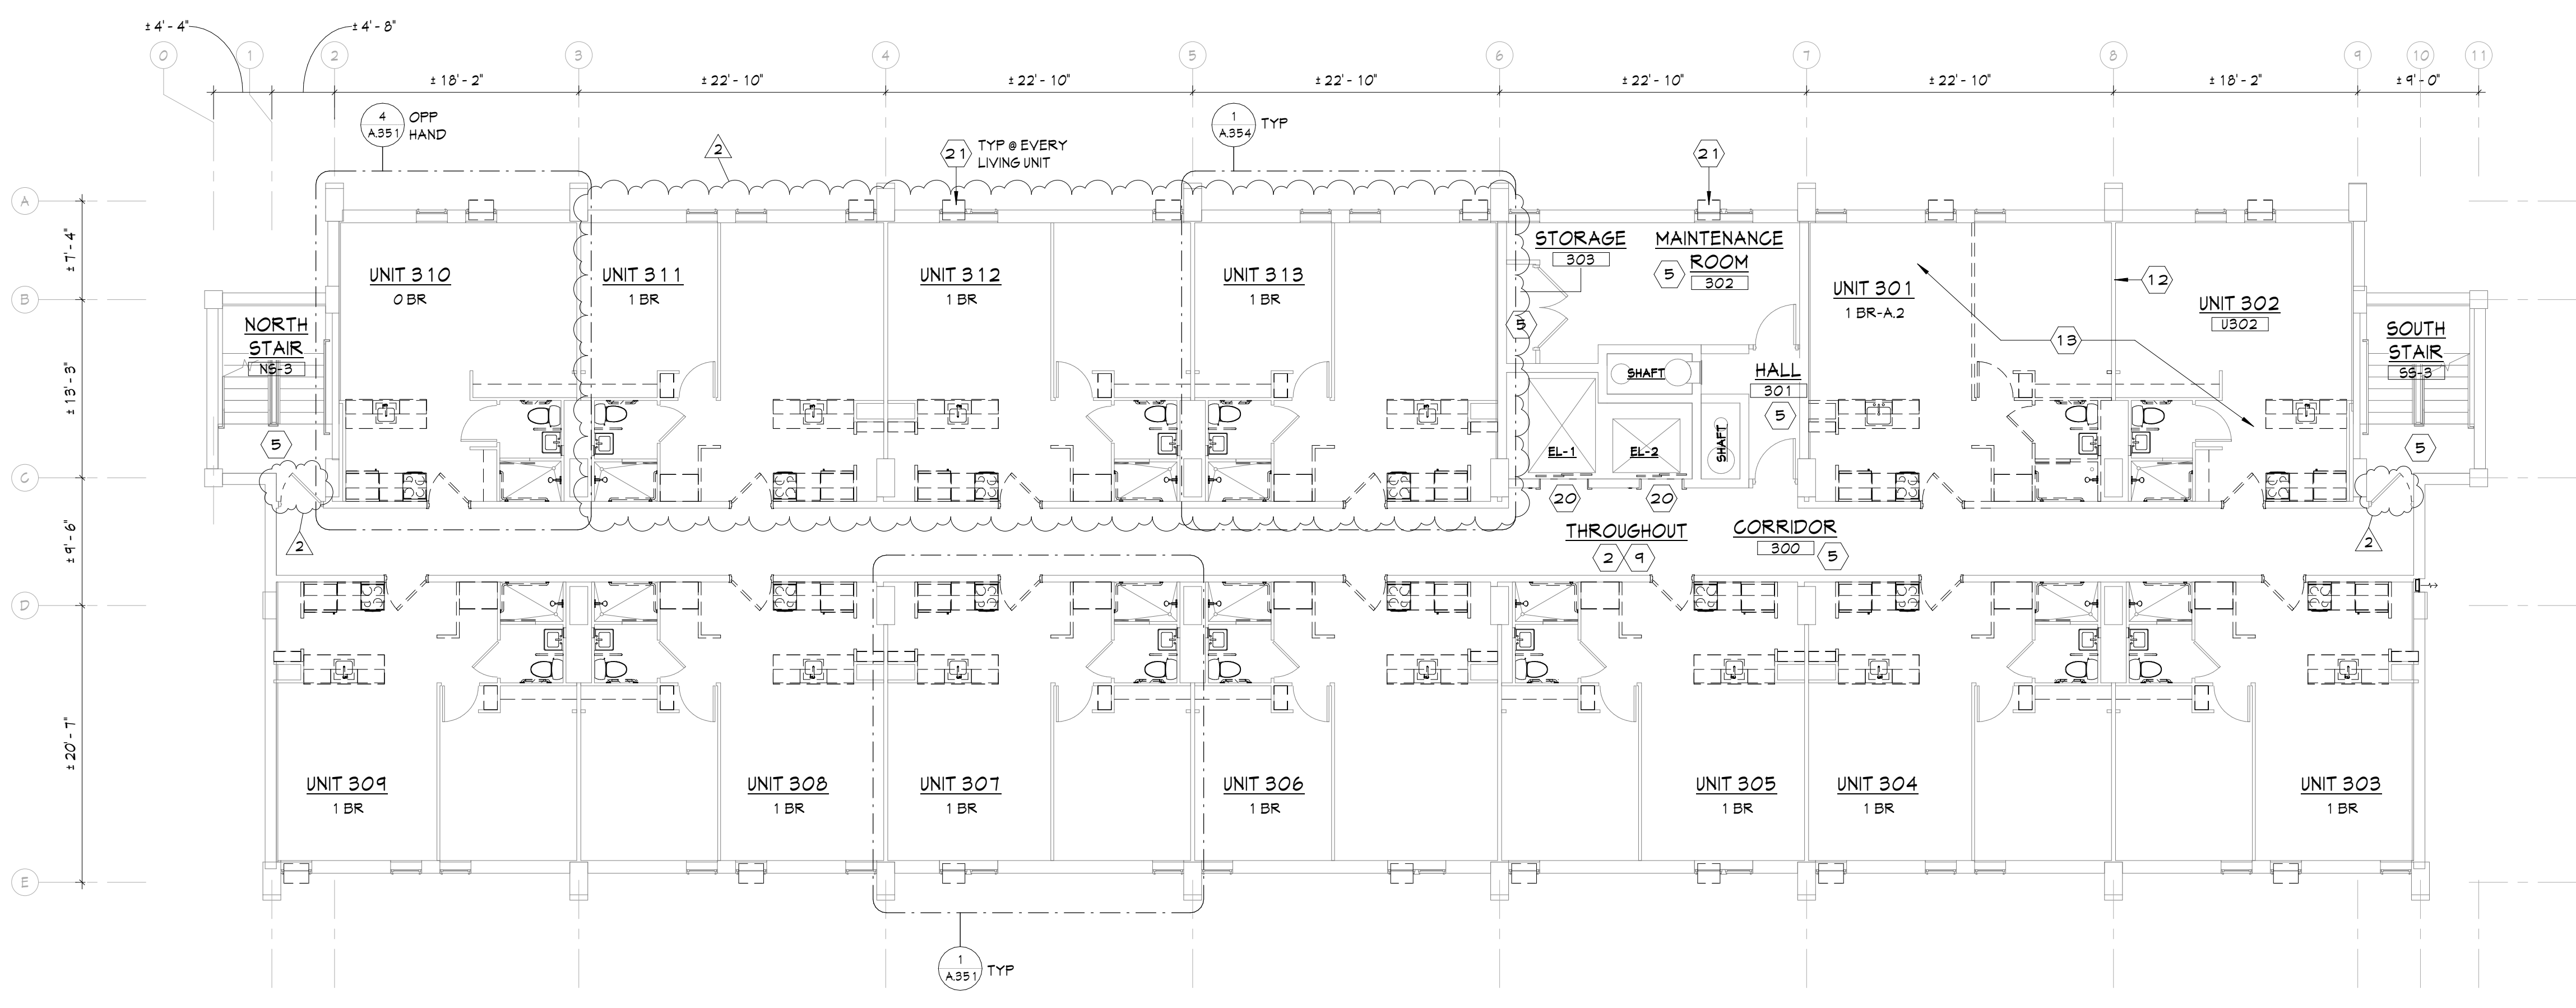 ± 4' - 4"
± 4' - 8"
0
1
2
3
4
5
6
7
8
9
10
11
± 18' - 2"
± 22' - 10"
± 22' - 10"
± 22' - 10"
± 22' - 10"
± 22' - 10"
± 18' - 2"
± 9' - 0"
4
A.351
OPP
HAND
2
21
TYP @ EVERY
LIVING UNIT
1
A.354
TYP
21
A
B
C
D
E
± 7' - 4"
± 13' - 3"
± 9' - 6"
± 20' - 7"
UNIT 310
0 BR
UNIT 311
1 BR
UNIT 312
1 BR
UNIT 313
1 BR
STORAGE
303
MAINTENANCE
ROOM
302
5
5
UNIT 301
1 BR-A.2
12
13
UNIT 302
U302
NORTH
STAIR
NS-3
5
SOUTH
STAIR
SS-3
5
SHAFT
HALL
301
5
SHAFT
EL-1
EL-2
20
20
2
THROUGHOUT
2
9
CORRIDOR
300
5
2
UNIT 309
1 BR
UNIT 308
1 BR
UNIT 307
1 BR
UNIT 306
1 BR
UNIT 305
1 BR
UNIT 304
1 BR
UNIT 303
1 BR
1
A.351
TYP